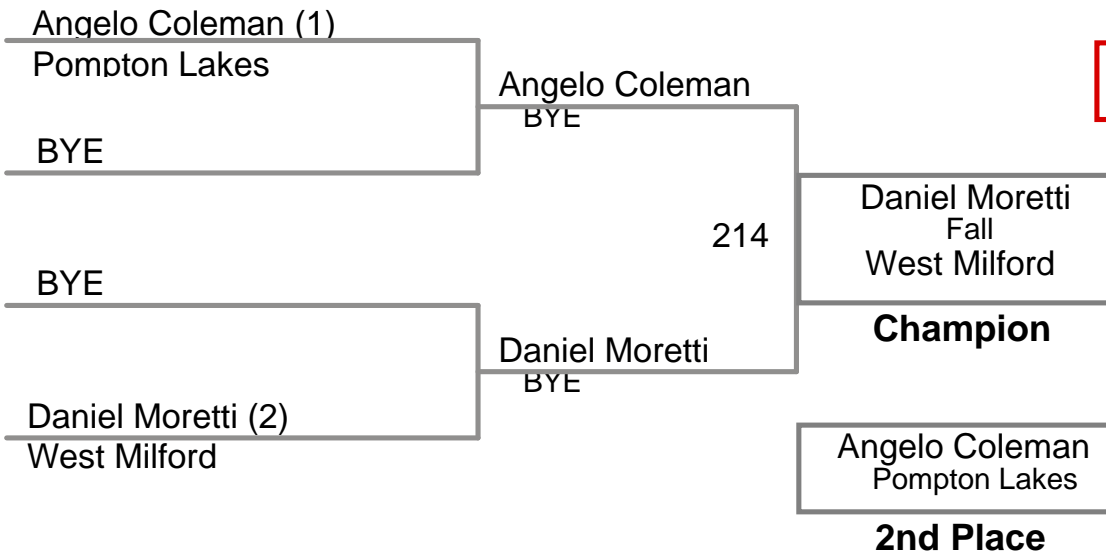 Angelo Coleman (1)
Pompton Lakes
BYE
Angelo Coleman
BYE
BYE
Daniel Moretti (2)
West Milford
Daniel Moretti
BYE
214
Daniel Moretti
Fall
West Milford
Champion
Angelo Coleman
Pompton Lakes
2nd Place